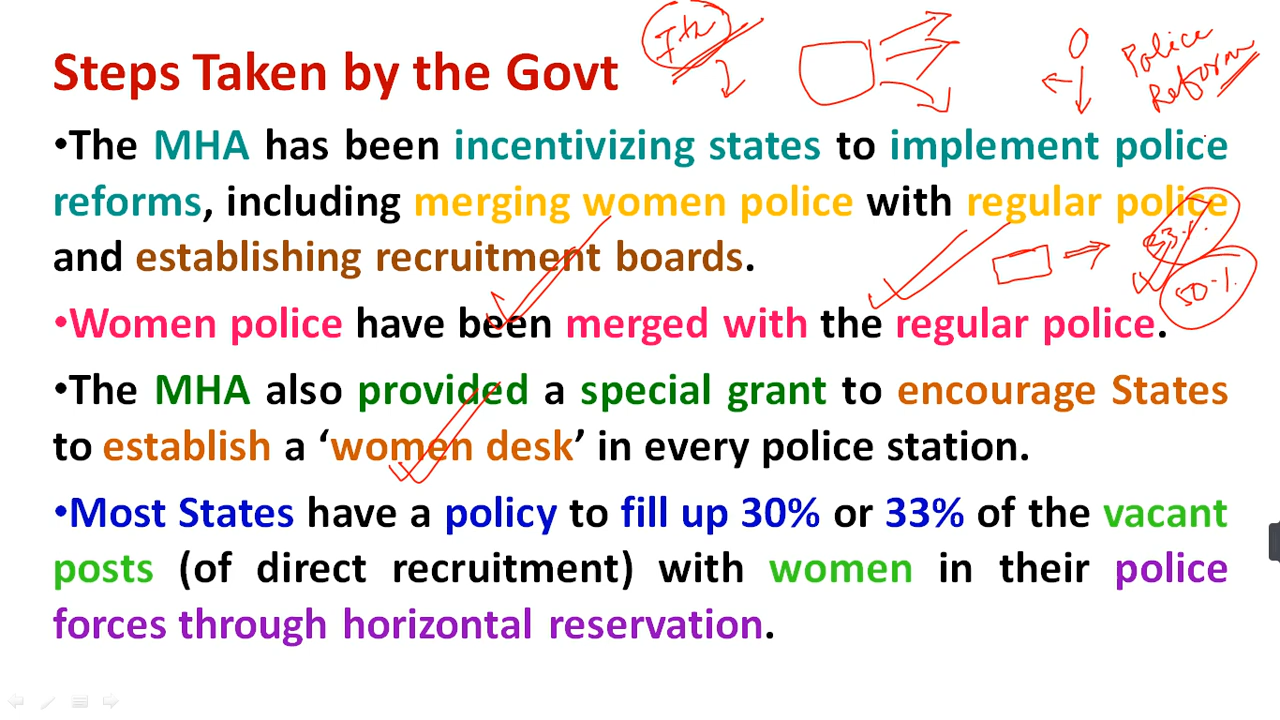 Steps Taken by the Govt
Police
Reform
•The MHA has been incentivizing states to implement police
reforms, including merging women police with regular police
and establishing recruitment boards.
33%
50%
•Women police have been merged with the regular police.
•The MHA also provided a special grant to encourage States
to establish a ‘women desk’ in every police station.
•Most States have a policy to fill up 30% or 33% of the vacant
posts (of direct recruitment) with women in their police
forces through horizontal reservation.